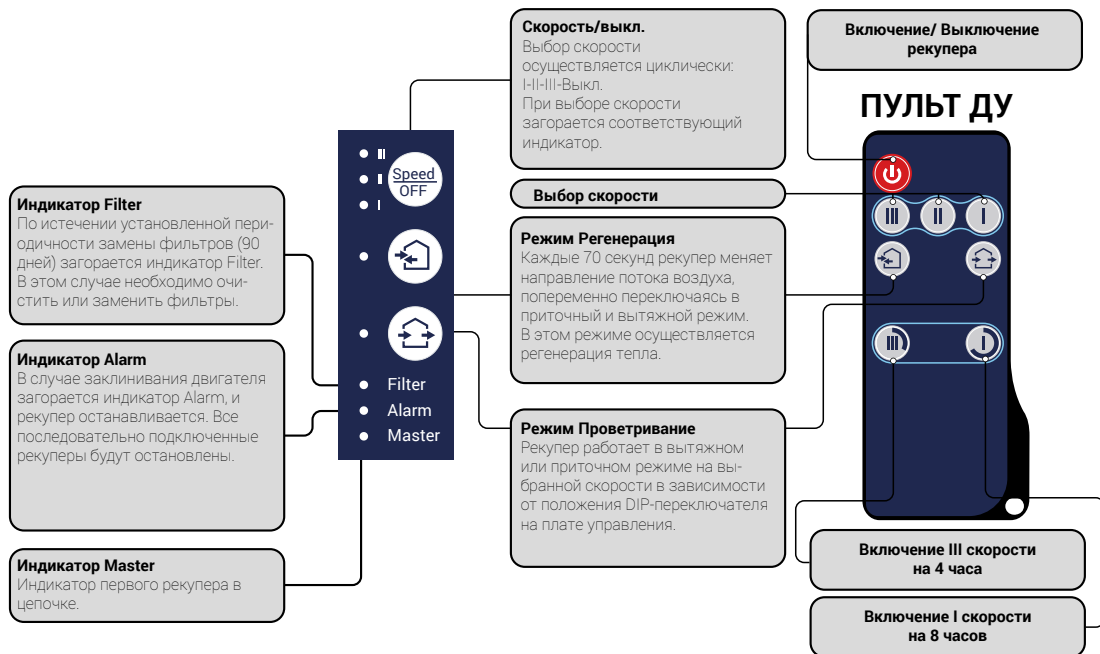 Скорость/выкл.
Выбор скорости
осуществляется циклически:
I-II-III-Выкл.
При выборе скорости
загорается соответствующий
индикатор.
Включение/ Выключение
рекупера
ПУЛЬТ ДУ
III
II
I
Speed
OFF
Выбор скорости
III
II
I
Индикатор Filter
По истечении установленной пери-
одичности замены фильтров (90
дней) загорается индикатор Filter.
В этом случае необходимо очи-
стить или заменить фильтры.
Режим Регенерация
Каждые 70 секунд рекупер меняет
направление потока воздуха,
попеременно переключаясь в
приточный и вытяжной режим.
В этом режиме осуществляется
регенерация тепла.
Индикатор Alarm
В случае заклинивания двигателя
загорается индикатор Alarm, и
рекупер останавливается. Все
последовательно подключенные
рекуперы будут остановлены.
Filter
Alarm
Master
III
I
Режим Проветривание
Рекупер работает в вытяжном
или приточном режиме на вы-
бранной скорости в зависимости
от положения DIP-переключателя
на плате управления.
Индикатор Master
Индикатор первого рекупера в
цепочке.
Включение III скорости
на 4 часа
Включение I скорости
на 8 часов